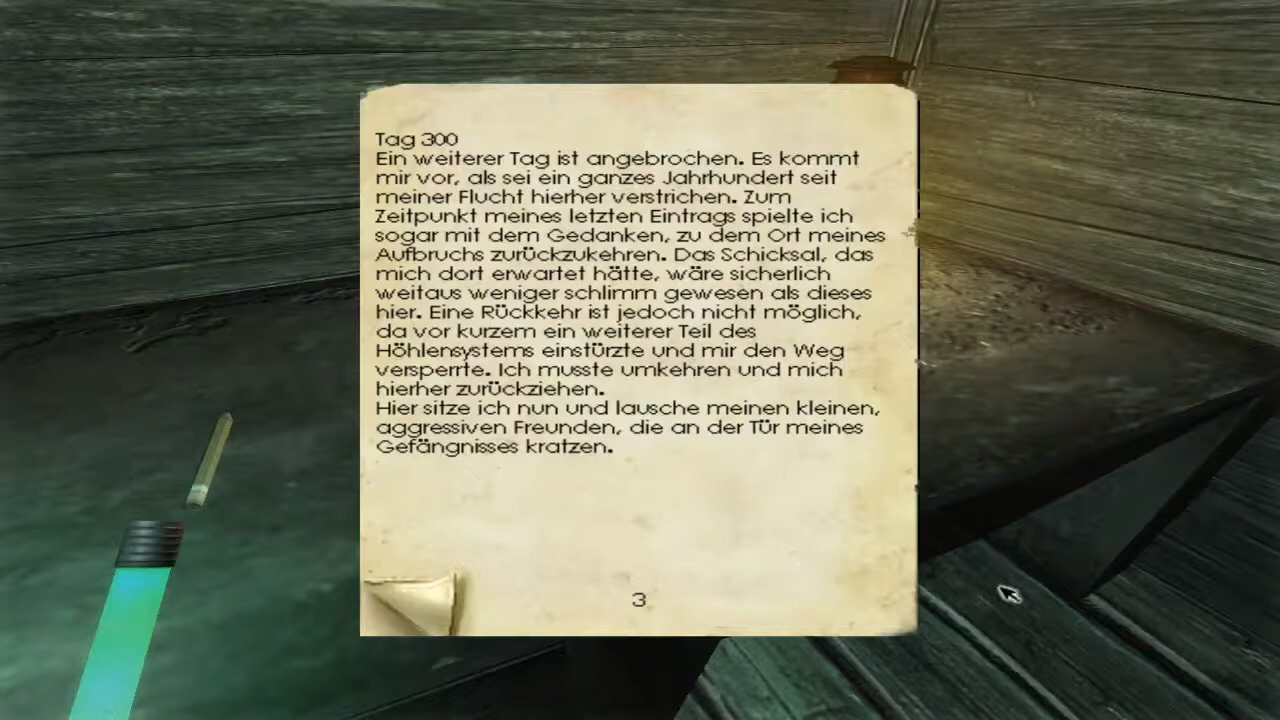 Tag 300
Ein weiterer Tag ist angebrochen. Es kommt
mir vor, als sei ein ganzes Jahrhundert seit
meiner Flucht hierher verstrichen. Zum
Zeitpunkt meines letzten Eintrags spielte ich
sogar mit dem Gedanken, zu dem Ort meines
Aufbruchs zurückzukehren. Das Schicksal, das
mich dort erwartet hätte, wäre sicherlich
weitaus weniger schlimm gewesen als dieses
hier. Eine Rückkehr ist jedoch nicht möglich,
da vor kurzem ein weiterer Teil des
Höhlensystems einstürzte und mir den Weg
versperrte. Ich musste umkehren und mich
hierher zurückziehen.
Hier sitze ich nun und lausche meinen kleinen,
aggressiven Freunden, die an der Tür meines
Gefängnisses kratzen.
3